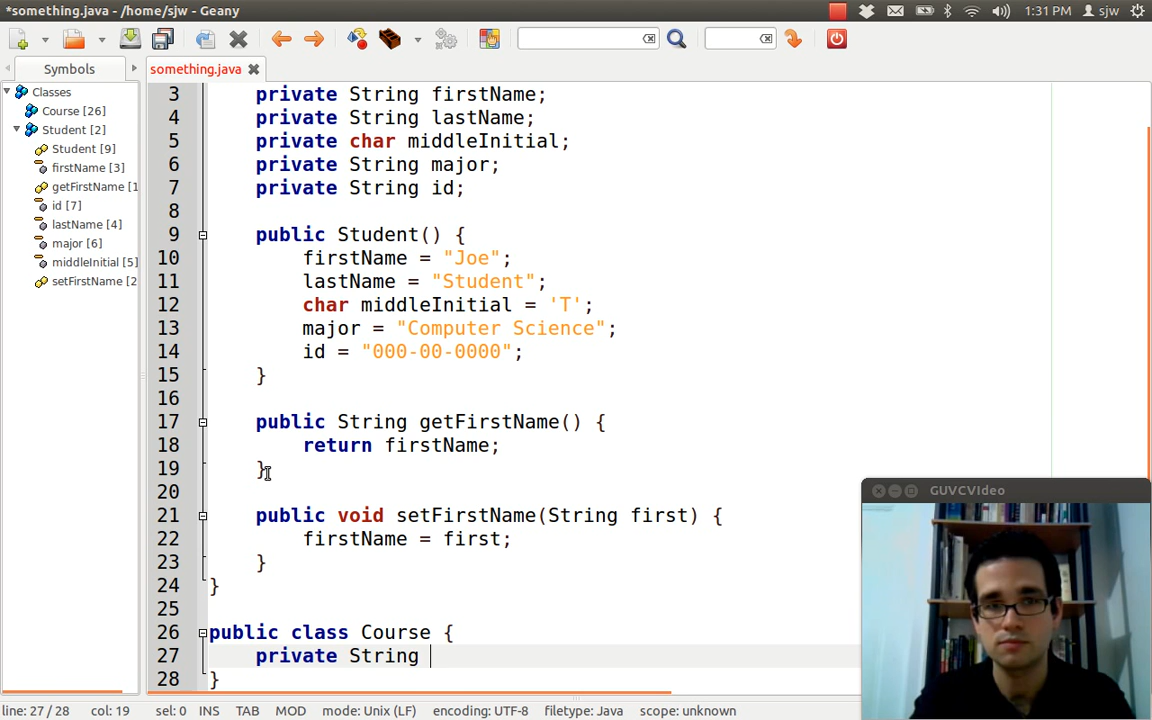 *something.java - /home/sjw - Geany
1:31 PM sjw
Symbols
something.java
Classes
Course [26]
Student [2]
Student [9]
firstName [3]
getFirstName [1
id [7]
lastName [4]
major [6]
middleInitial [5]
setFirstName [2
3 private String firstName;
4 private String lastName;
5 private char middleInitial;
6 private String major;
7 private String id;
8
9 public Student() {
10 firstName = "Joe";
11 lastName = "Student";
12 char middleInitial = 'T';
13 major = "Computer Science";
14 id = "000-00-0000";
15 }
16
17 public String getFirstName() {
18 return firstName;
19 }
20
21 public void setFirstName(String first) {
22 firstName = first;
23 }
24 }
25
26 public class Course {
27 private String
28 }
GUVCVIdeo
line: 27 / 28 col: 19 sel: 0 INS TAB MOD mode: Unix (LF) encoding: UTF-8 filetype: Java scope: unknown